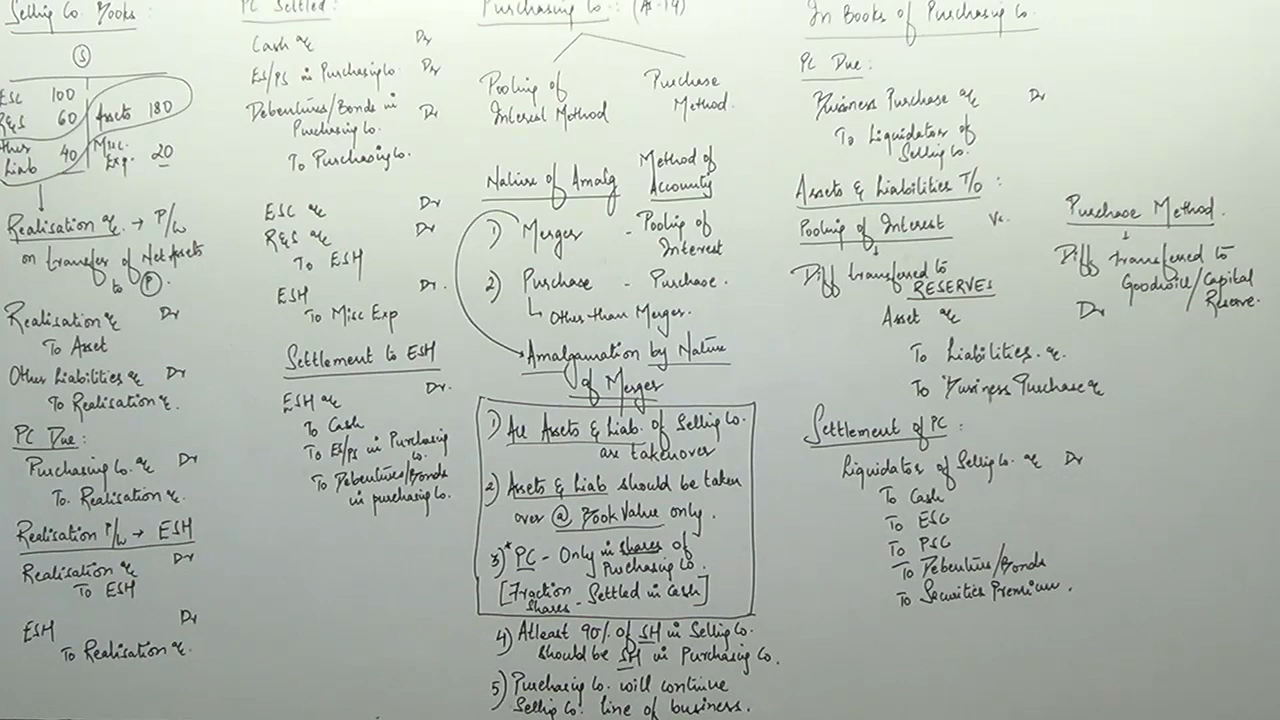 Selling Co. Books:
(S)
ESC 100
R&S 60
Assets 180
Other Liab 40
Misc. Exp. 20
Realisation a/c → P/L
on transfer of Net Assets
to (P).
Realisation a/c Dr
To Asset
Other Liabilities a/c Dr
To Realisation a/c.
PC Due:
Purchasing Co. a/c Dr
To Realisation a/c.
Realisation P/L → ESH
Realisation a/c Dr
To ESH
ESH Dr
To Realisation a/c.
PC Settled:
Cash a/c Dr
ES/PS in Purchasing Co. Dr
Debentures/Bonds in Dr
Purchasing Co.
To Purchasing Co.
ESC a/c Dr
R&S a/c Dr
To ESH
ESH Dr.
To Misc Exp
Settlement to ESH
ESH a/c Dr.
To Cash
To ES/PS in Purchasing
Co.
To Debentures/Bonds
in purchasing Co.
Purchasing Co: (AS-14)
Pooling of
Interest Method
Purchase
Method.
Nature of Amalg
Method of
Accounty
1) Merger - Pooling of
Interest
2) Purchase - Purchase.
Other than Merger.
Amalgamation by Nature
of Merger
1) All Assets & Liab. of Selling Co.
are takenover
2) Assets & Liab should be taken
over @ Book Value only.
3)* PC - Only in shares of
Purchasing Co.
[Fraction
shares - Settled in Cash]
4) Atleast 90% of SH in Selling Co.
should be SH in Purchasing Co.
5) Purchasing Co. will continue
Selling Co. line of business.
In Books of Purchasing Co.
PC Due:
Business Purchase a/c Dr
To Liquidator of
Selling Co.
Assets & Liabilities T/O:
Pooling of Interest Vs.
Diff transferred to
RESERVES
Purchase Method.
Diff transferred to
Goodwill/Capital
Reserve.
Asset a/c Dr
To Liabilities a/c.
To Business Purchase a/c
Settlement of PC:
Liquidator of Selling Co. a/c Dr
To Cash
To ESC
To PSC
To Debenture/Bonds
To Securities Premium.